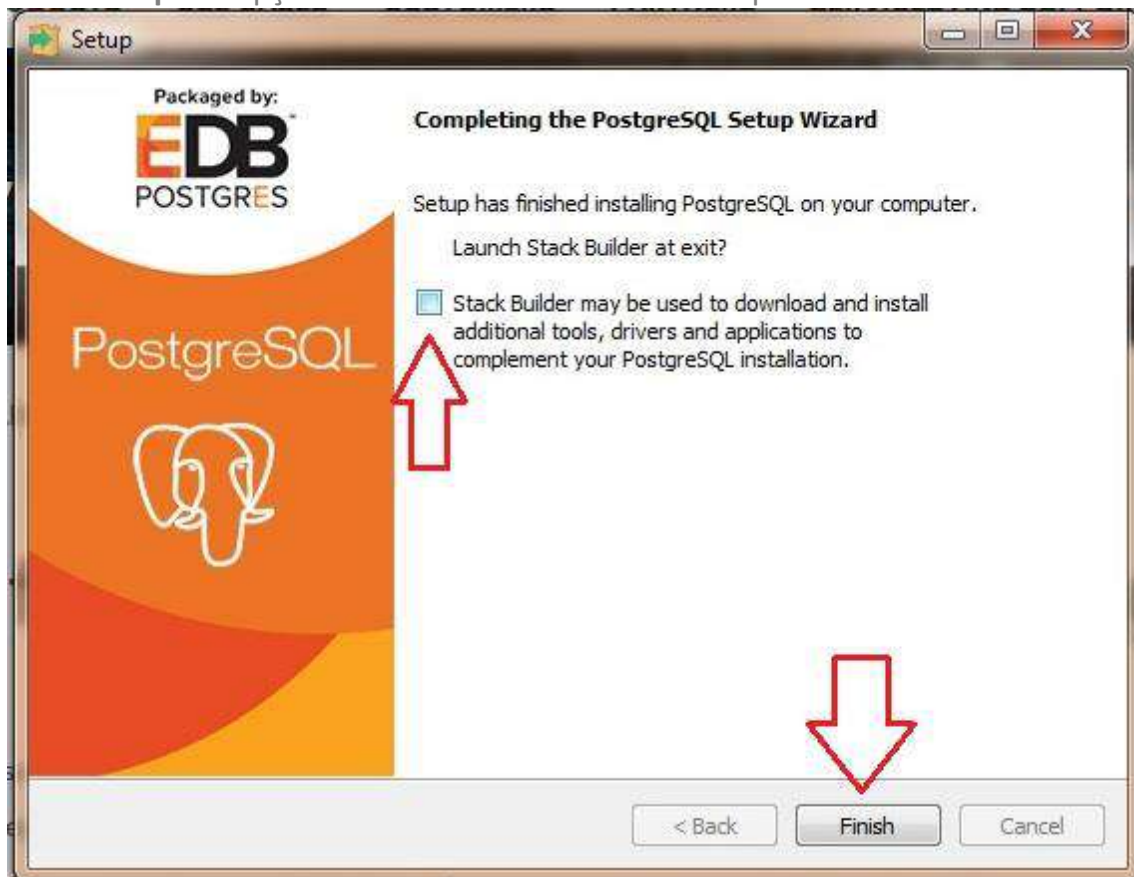 Setup
Packaged by:
EDB
POSTGRES
PostgreSQL
Completing the PostgreSQL Setup Wizard
Setup has finished installing PostgreSQL on your computer.
Launch Stack Builder at exit?
Stack Builder may be used to download and install
additional tools, drivers and applications to
complement your PostgreSQL installation.
< Back
Finish
Cancel